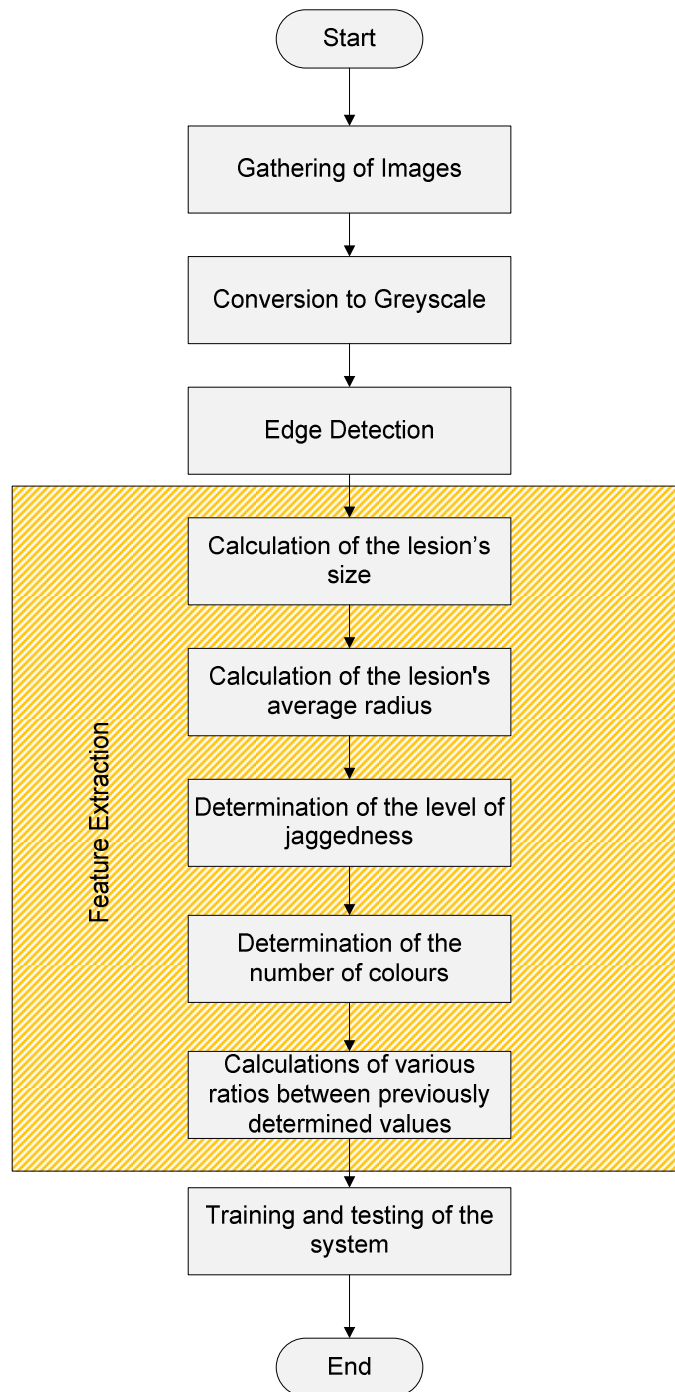 Start
Gathering of Images
Conversion to Greyscale
Edge Detection
Feature Extraction
Calculation of the lesion’s
size
Calculation of the lesion's
average radius
Determination of the level of
jaggedness
Determination of the
number of colours
Calculations of various
ratios between previously
determined values
Training and testing of the
system
End